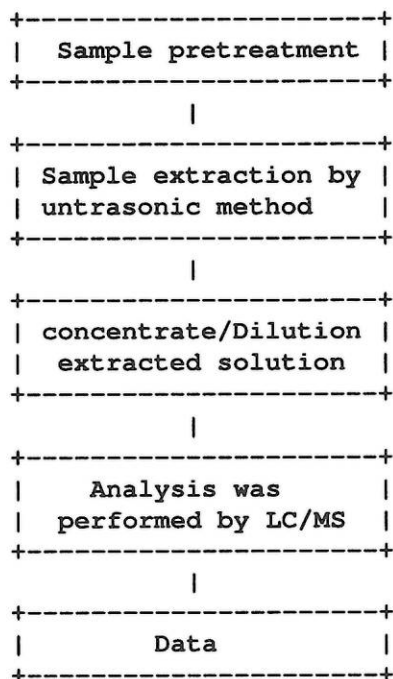 Sample pretreatment
Sample extraction by
untrasonic method
concentrate/Dilution
extracted solution
Analysis was
performed by LC/MS
Data